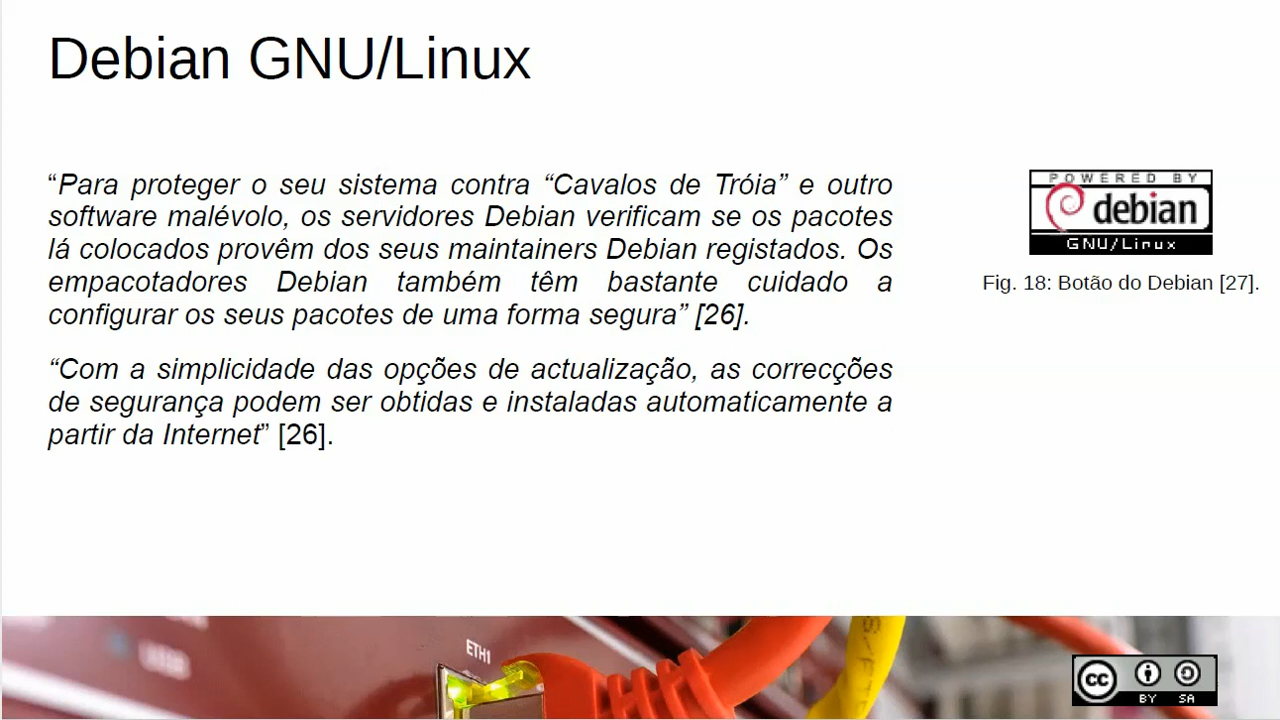 Debian GNU/Linux
“Para proteger o seu sistema contra “Cavalos de Tróia” e outro
software malévolo, os servidores Debian verificam se os pacotes
lá colocados provêm dos seus maintainers Debian registados. Os
empacotadores Debian também têm bastante cuidado a
configurar os seus pacotes de uma forma segura” [26].
“Com a simplicidade das opções de actualização, as correcções
de segurança podem ser obtidas e instaladas automaticamente a
partir da Internet” [26].
POWERED BY
debian
GNU/Linux
Fig. 18: Botão do Debian [27].
ETH1
cc
BY SA